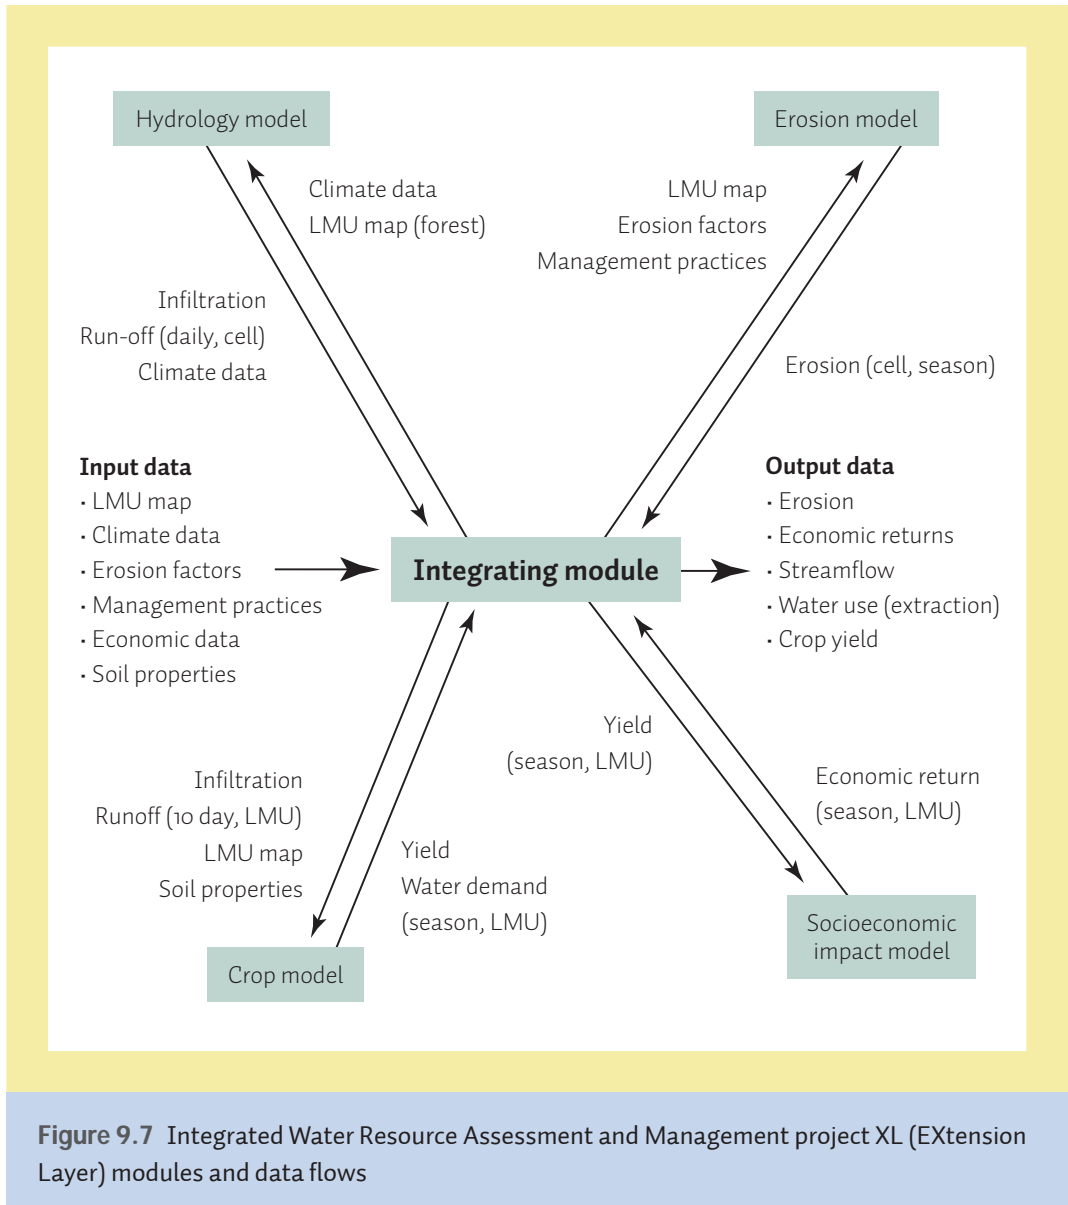 Hydrology model
Erosion model
Climate data
LMU map (forest)
LMU map
Erosion factors
Management practices
Infiltration
Run-off (daily, cell)
Climate data
Erosion (cell, season)
Input data
· LMU map
· Climate data
· Erosion factors
· Management practices
· Economic data
· Soil properties
Integrating module
Output data
· Erosion
· Economic returns
· Streamflow
· Water use (extraction)
· Crop yield
Infiltration
Runoff (10 day, LMU)
LMU map
Soil properties
Yield
Water demand
(season, LMU)
Yield
(season, LMU)
Economic return
(season, LMU)
Crop model
Socioeconomic
impact model
Figure 9.7 Integrated Water Resource Assessment and Management project XL (EXtension
Layer) modules and data flows